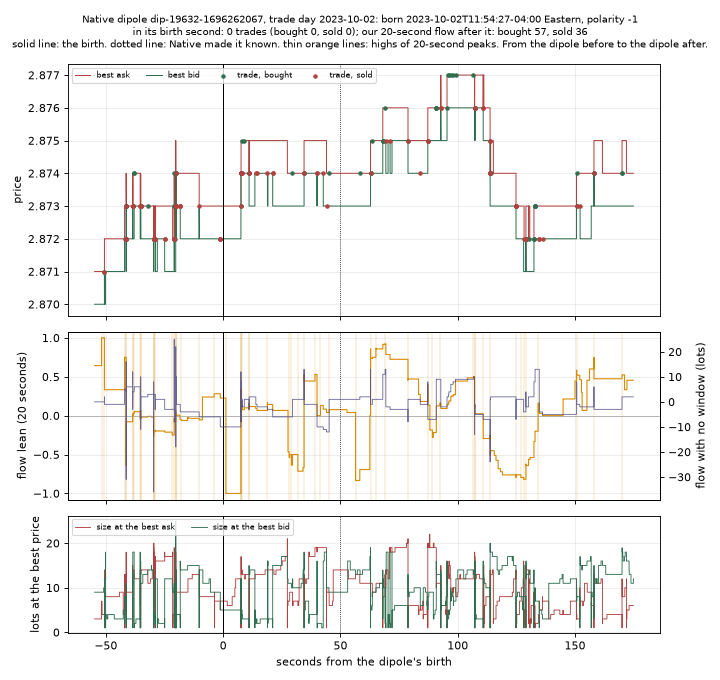 Native dipole dip-19632-1696262067, trade day 2023-10-02: born 2023-10-02T11:54:27-04:00 Eastern, polarity -1
in its birth second: 0 trades (bought 0, sold 0); our 20-second flow after it: bought 57, sold 36
solid line: the birth. dotted line: Native made it known. thin orange lines: highs of 20-second peaks. From the dipole before to the dipole after.
best ask
best bid
trade, bought
trade, sold
2.877
2.876
2.875
2.874
2.873
2.872
2.871
2.870
price
1.0
0.5
0.0
−0.5
−1.0
flow lean (20 seconds)
20
10
0
−10
−20
−30
flow with no window (lots)
size at the best ask
size at the best bid
20
10
0
lots at the best price
−50
0
50
100
150
seconds from the dipole's birth